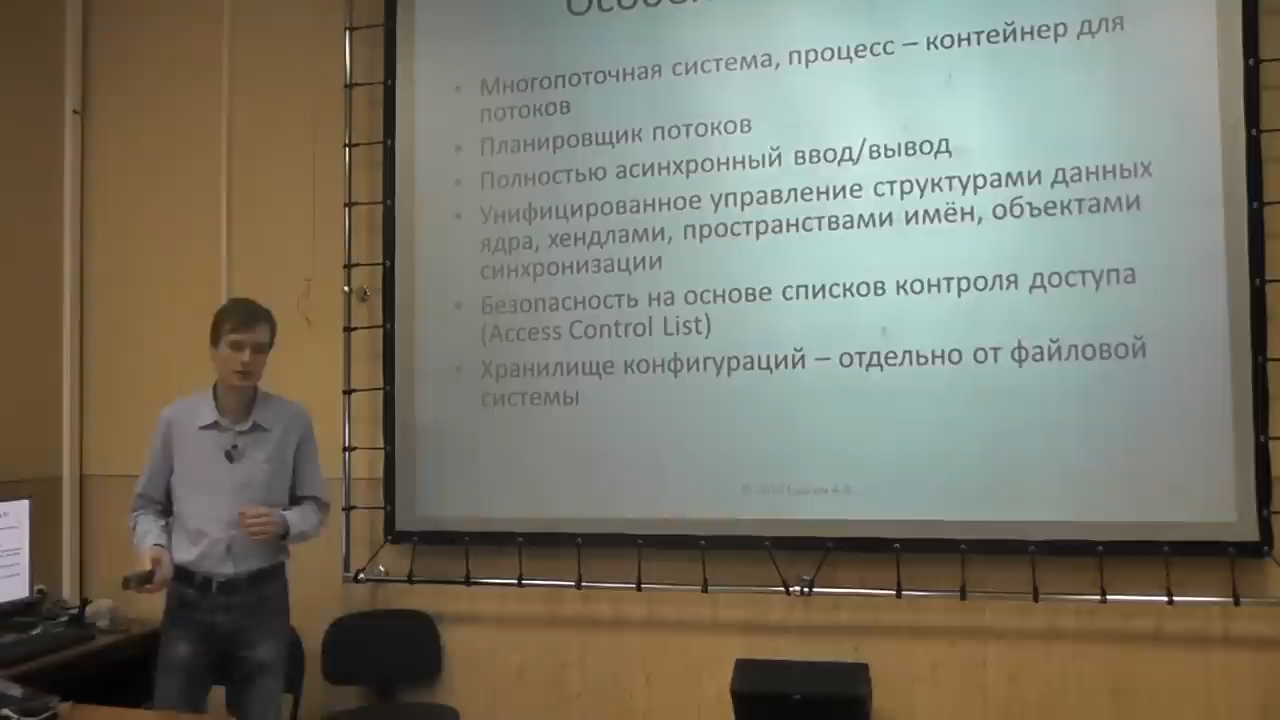 Многопоточная система, процесс – контейнер для
потоков
Планировщик потоков
Полностью асинхронный ввод/вывод
Унифицированное управление структурами данных
ядра, хендлами, пространствами имён, объектами
синхронизации
Безопасность на основе списков контроля доступа
(Access Control List)
Хранилище конфигураций – отдельно от файловой
системы